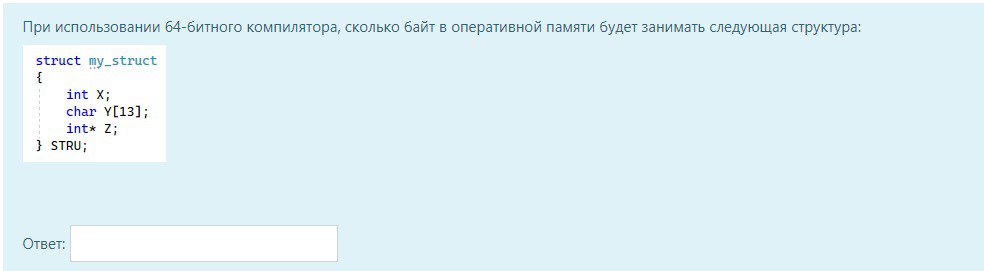 При использовании 64-битного компилятора, сколько байт в оперативной памяти будет занимать следующая структура:
struct my_struct
{
int X;
char Y[13];
int* Z;
} STRU;
Ответ: